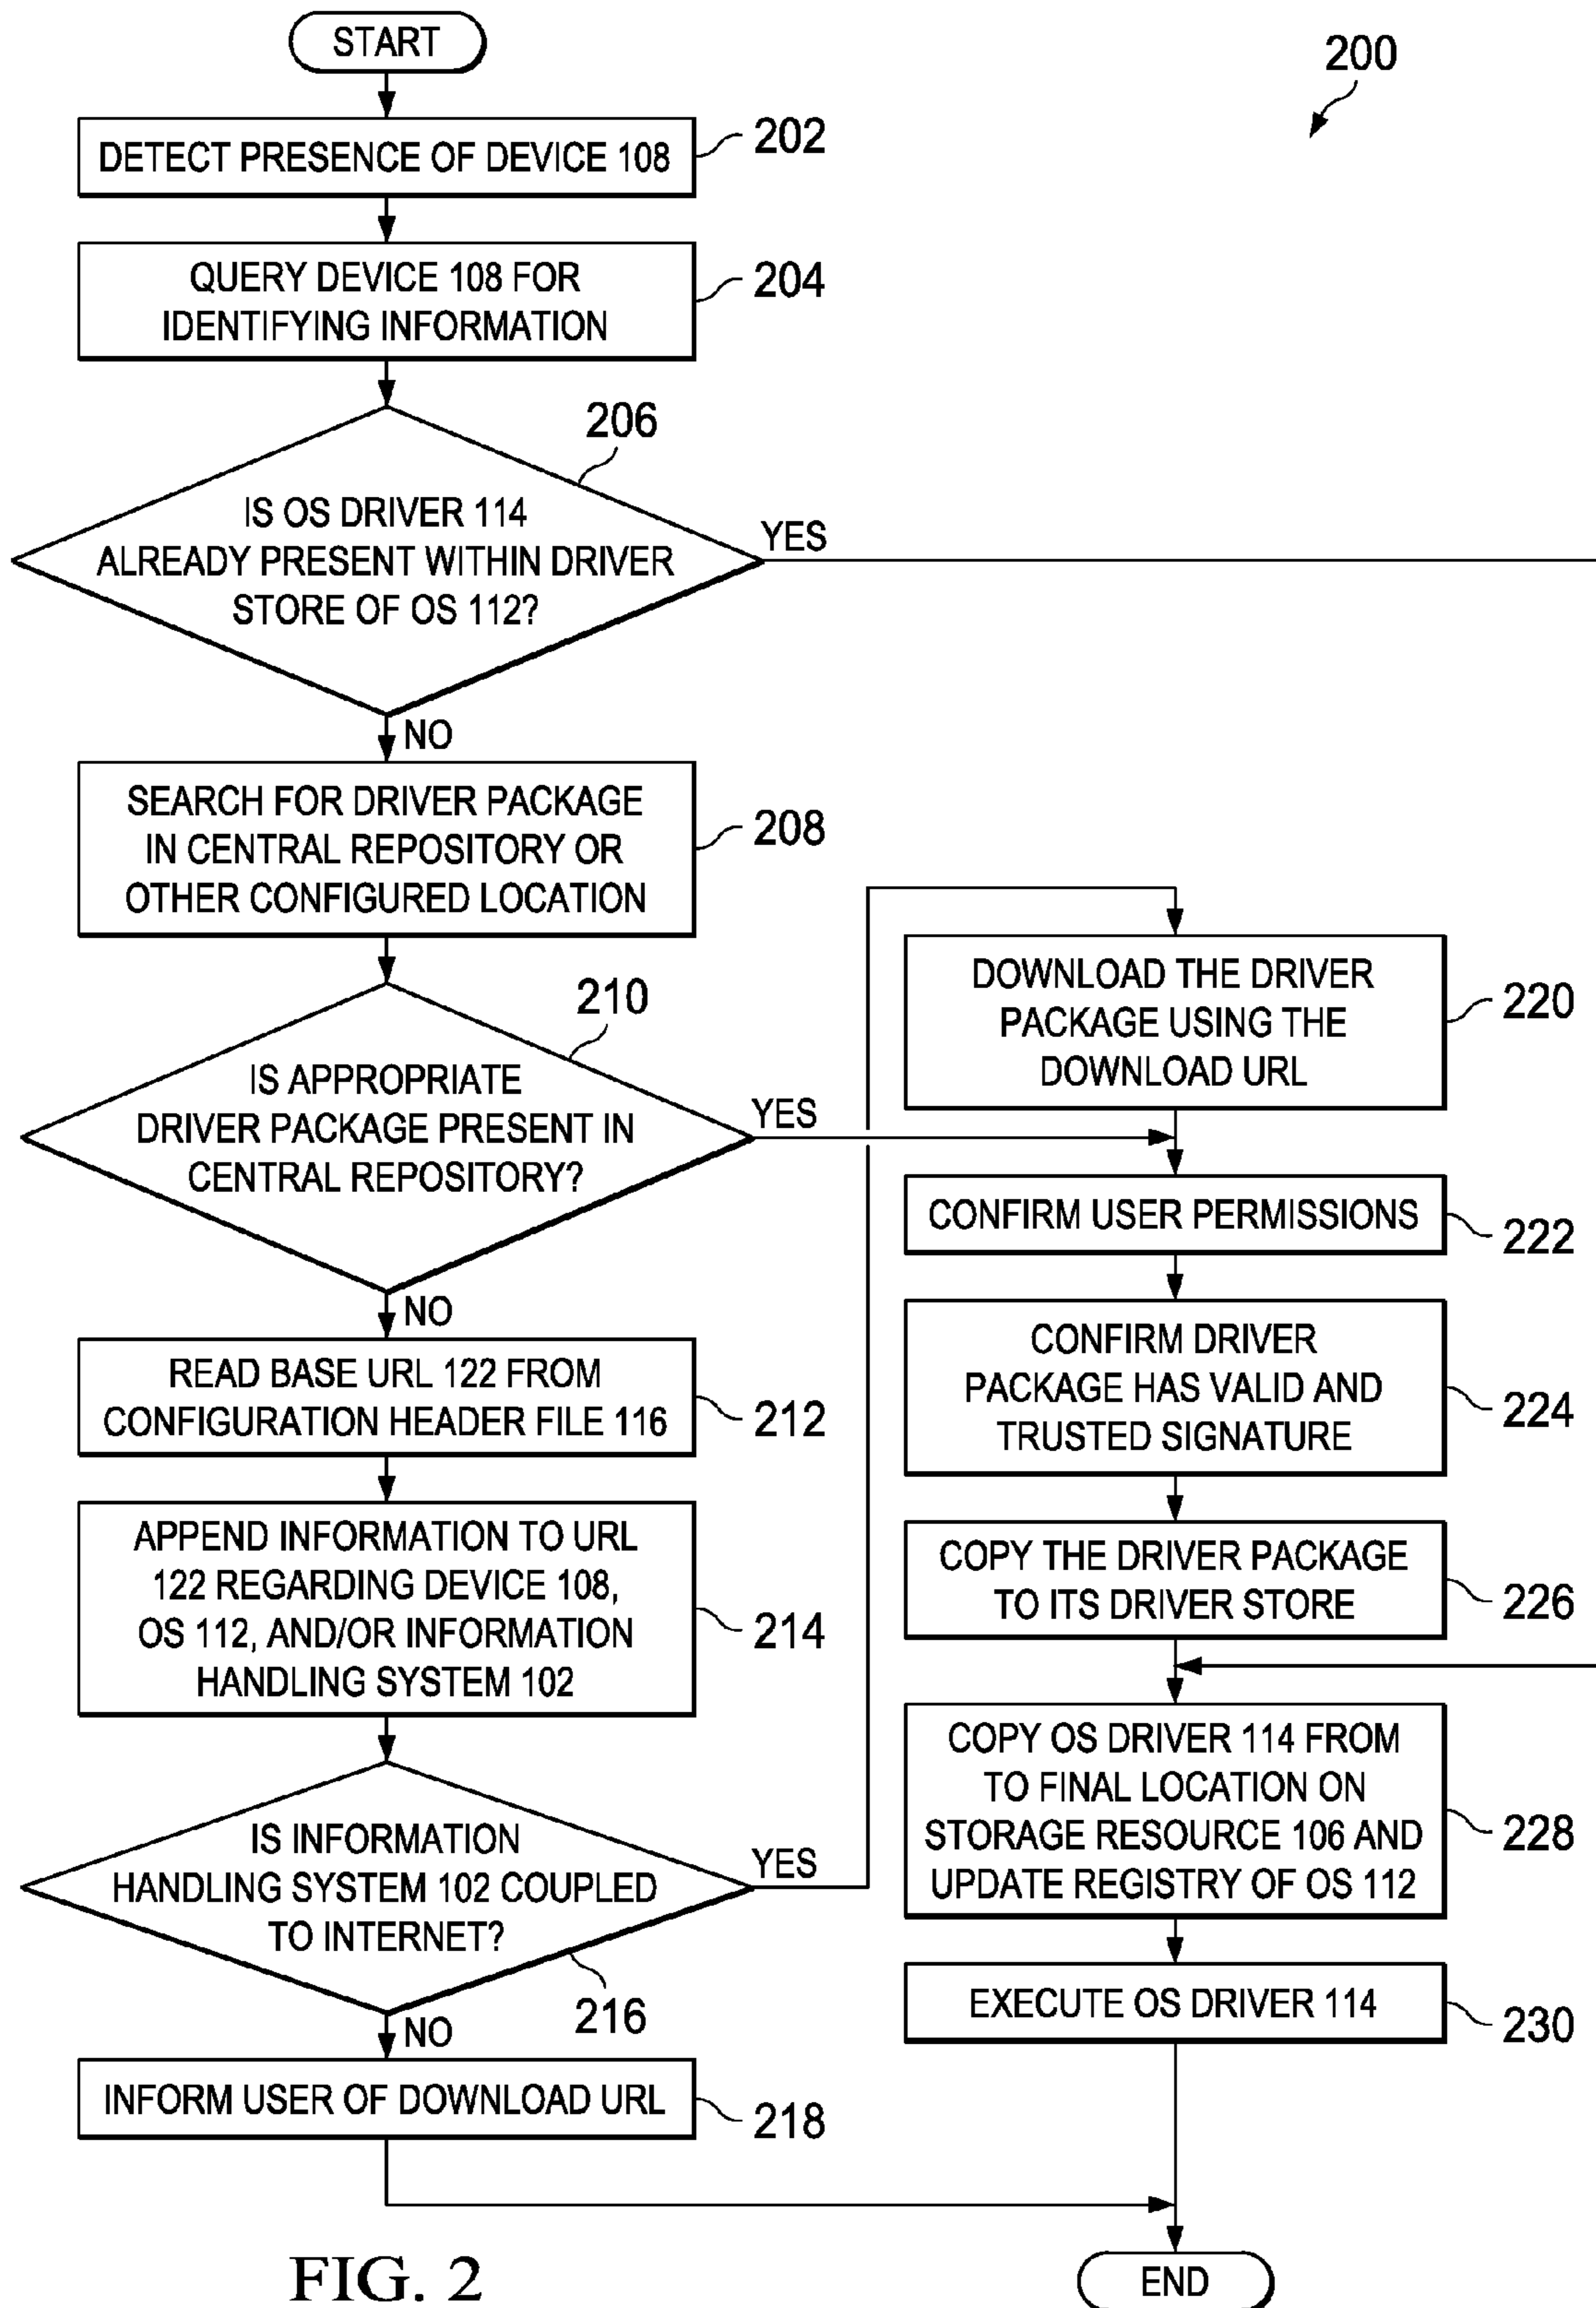 START
200
DETECT PRESENCE OF DEVICE 108
202
QUERY DEVICE 108 FOR
IDENTIFYING INFORMATION
204
206
IS OS DRIVER 114
ALREADY PRESENT WITHIN DRIVER
STORE OF OS 112?
YES
NO
SEARCH FOR DRIVER PACKAGE
IN CENTRAL REPOSITORY OR
OTHER CONFIGURED LOCATION
208
210
IS APPROPRIATE
DRIVER PACKAGE PRESENT IN
CENTRAL REPOSITORY?
YES
NO
READ BASE URL 122 FROM
CONFIGURATION HEADER FILE 116
212
APPEND INFORMATION TO URL
122 REGARDING DEVICE 108,
OS 112, AND/OR INFORMATION
HANDLING SYSTEM 102
214
IS INFORMATION
HANDLING SYSTEM 102 COUPLED
TO INTERNET?
YES
216
NO
INFORM USER OF DOWNLOAD URL
218
DOWNLOAD THE DRIVER
PACKAGE USING THE
DOWNLOAD URL
220
CONFIRM USER PERMISSIONS
222
CONFIRM DRIVER
PACKAGE HAS VALID AND
TRUSTED SIGNATURE
224
COPY THE DRIVER PACKAGE
TO ITS DRIVER STORE
226
COPY OS DRIVER 114 FROM
TO FINAL LOCATION ON
STORAGE RESOURCE 106 AND
UPDATE REGISTRY OF OS 112
228
EXECUTE OS DRIVER 114
230
END
FIG. 2